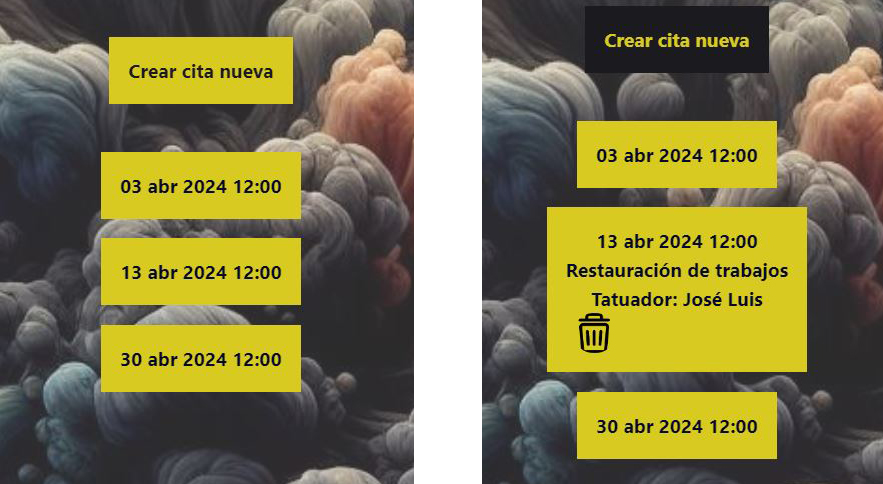 Crear cita nueva
03 abr 2024 12:00
13 abr 2024 12:00
30 abr 2024 12:00
Crear cita nueva
03 abr 2024 12:00
13 abr 2024 12:00
Restauración de trabajos
Tatuador: José Luis
30 abr 2024 12:00